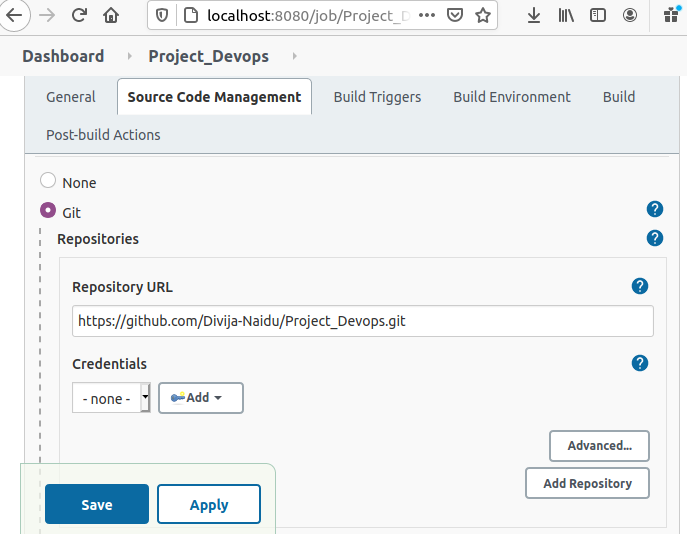 localhost:8080/job/Project_D
Dashboard Project_Devops
General Source Code Management Build Triggers Build Environment Build
Post-build Actions
None
Git
Repositories
Repository URL
https://github.com/Divija-Naidu/Project_Devops.git
Credentials
- none - Add
Advanced...
Add Repository
Save Apply